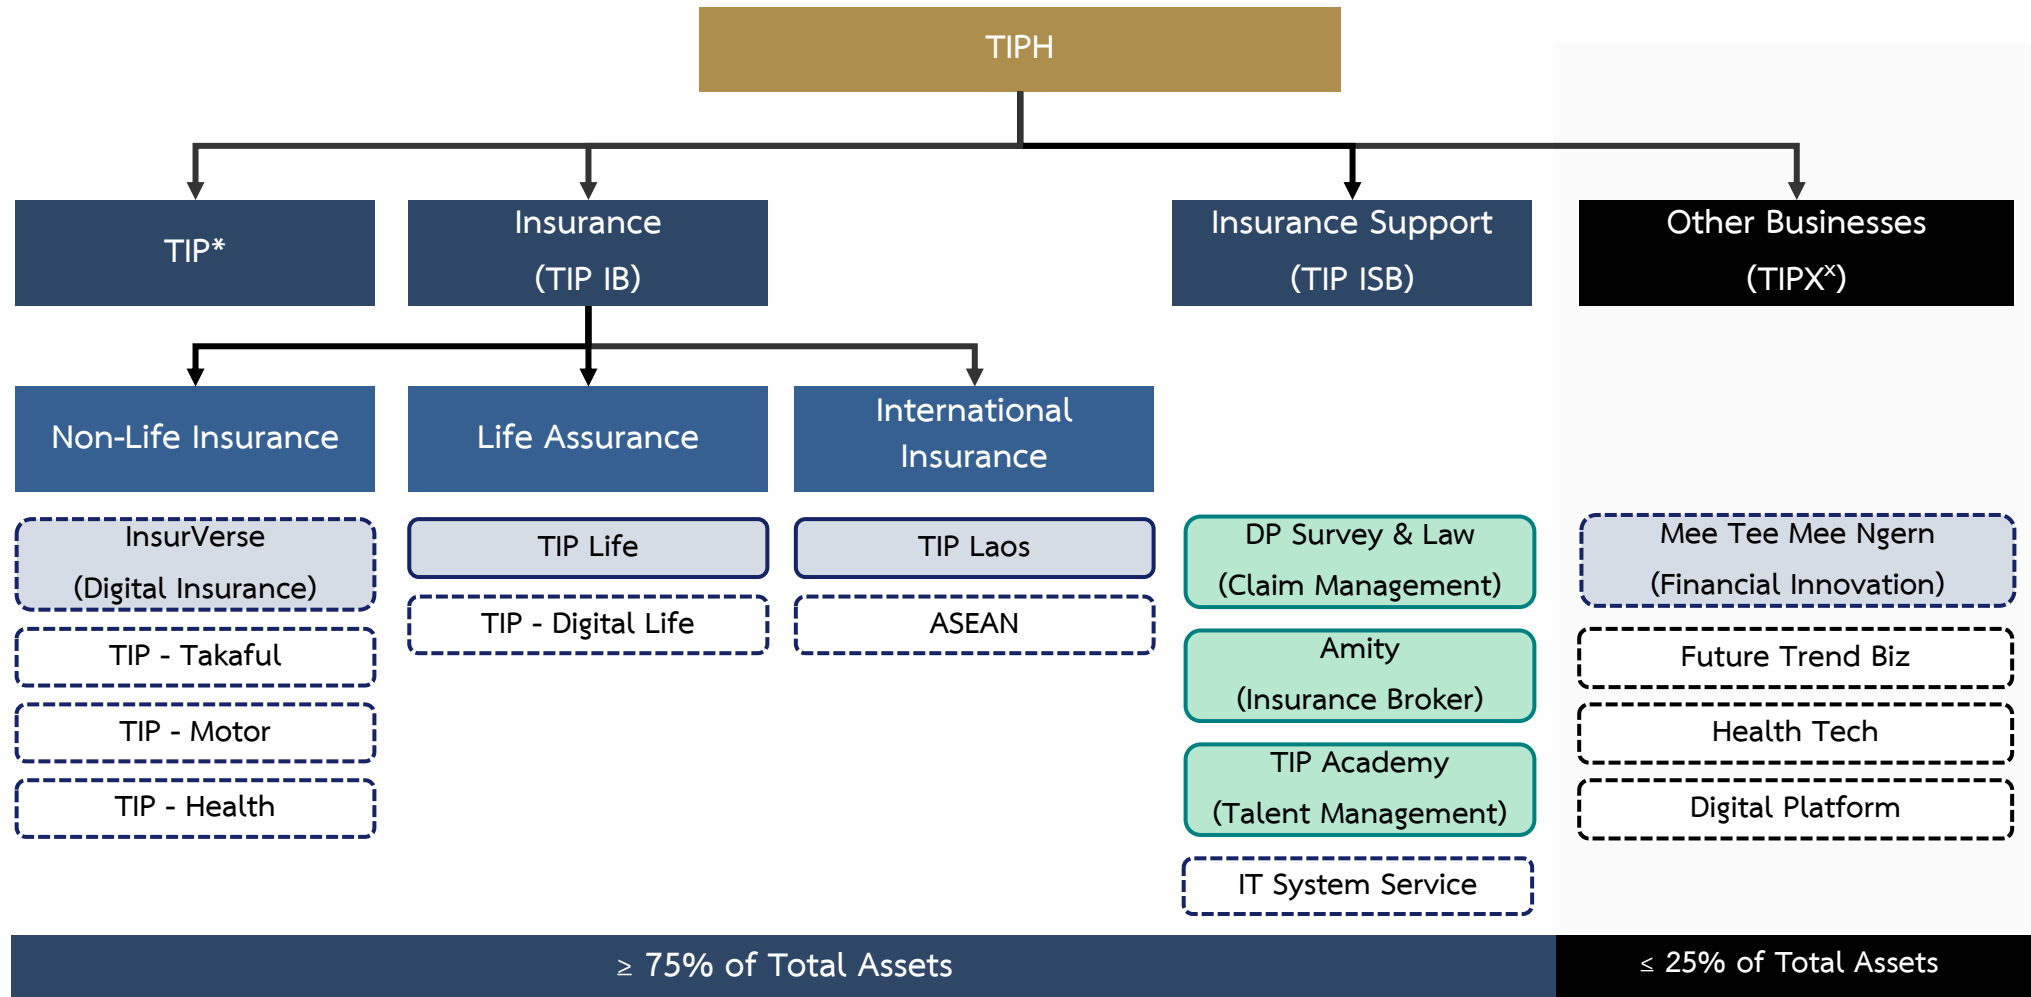 TIPH
TIP*
Insurance
(TIP IB)
Insurance Support
(TIP ISB)
Other Businesses
(TIPXˣ)
Non-Life Insurance
Life Assurance
International
Insurance
InsurVerse
(Digital Insurance)
TIP - Takaful
TIP - Motor
TIP - Health
TIP Life
TIP - Digital Life
TIP Laos
ASEAN
DP Survey & Law
(Claim Management)
Amity
(Insurance Broker)
TIP Academy
(Talent Management)
IT System Service
Mee Tee Mee Ngern
(Financial Innovation)
Future Trend Biz
Health Tech
Digital Platform
≥ 75% of Total Assets
≤ 25% of Total Assets